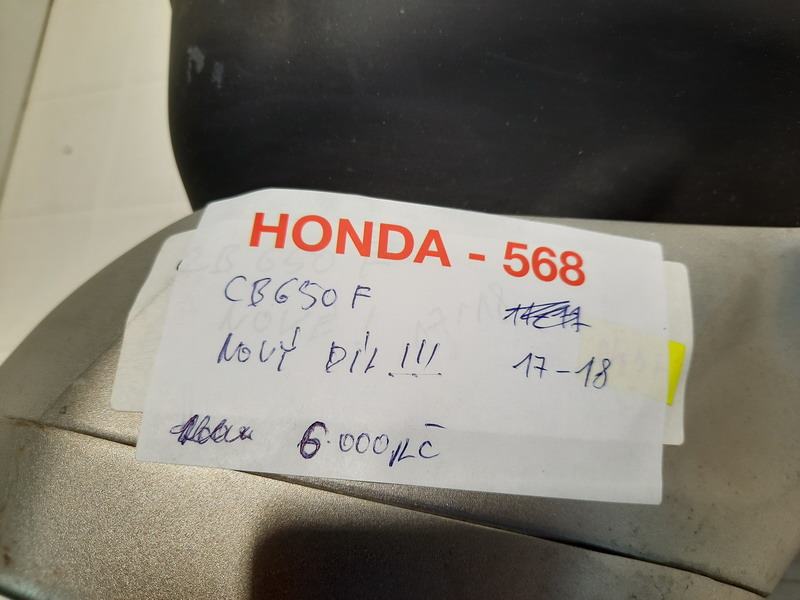 HONDA - 568
CB650F
NOVÝ DÍL !!! 17-18
6.000 Kč